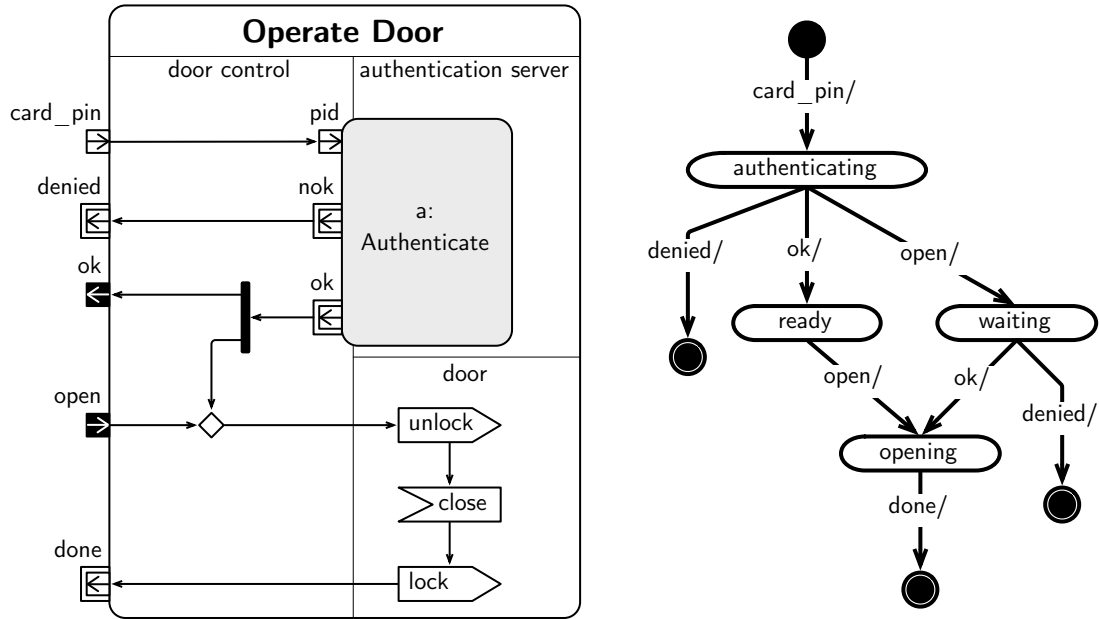 Operate Door
door control
authentication server
card_pin
pid
denied
nok
a:
Authenticate
ok
ok
open
door
unlock
close
done
lock
card_pin/
authenticating
denied/
ok/
open/
ready
waiting
open/
ok/
denied/
opening
done/